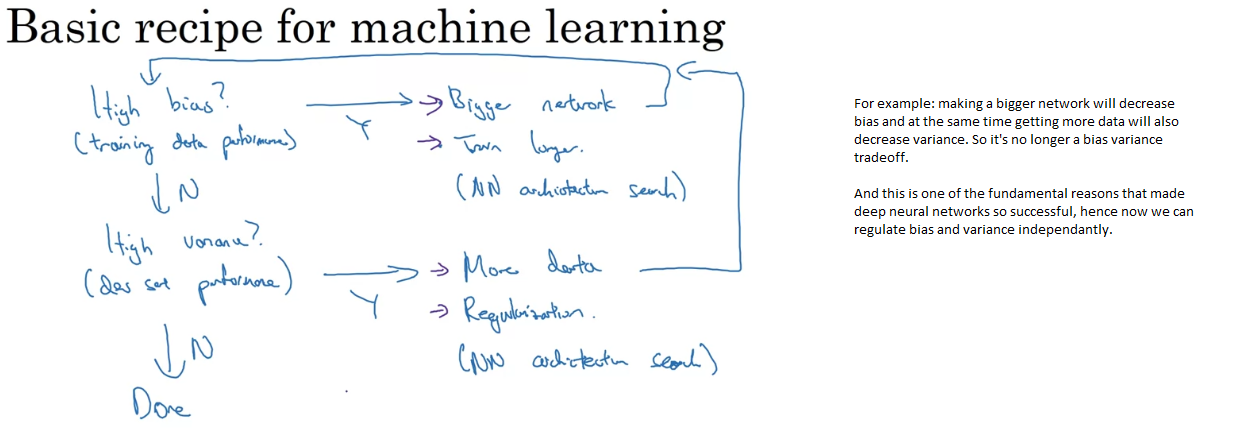 Basic recipe for machine learning
High bias?
(training data performance)
Y
Bigger network
Train longer.
(NN architecture search)
N
High variance?
(dev set performance)
Y
More data
Regularization.
(NN architecture search)
N
Done
For example: making a bigger network will decrease
bias and at the same time getting more data will also
decrease variance. So it's no longer a bias variance
tradeoff.
And this is one of the fundamental reasons that made
deep neural networks so successful, hence now we can
regulate bias and variance independantly.